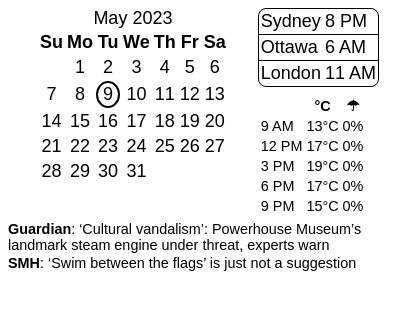 May 2023
Su Mo Tu We Th Fr Sa
1 2 3 4 5 6
7 8 9 10 11 12 13
14 15 16 17 18 19 20
21 22 23 24 25 26 27
28 29 30 31
Sydney 8 PM
Ottawa 6 AM
London 11 AM
°C ☂
9 AM 13°C 0%
12 PM 17°C 0%
3 PM 19°C 0%
6 PM 17°C 0%
9 PM 15°C 0%
Guardian: ‘Cultural vandalism’: Powerhouse Museum’s
landmark steam engine under threat, experts warn
SMH: ‘Swim between the flags’ is just not a suggestion